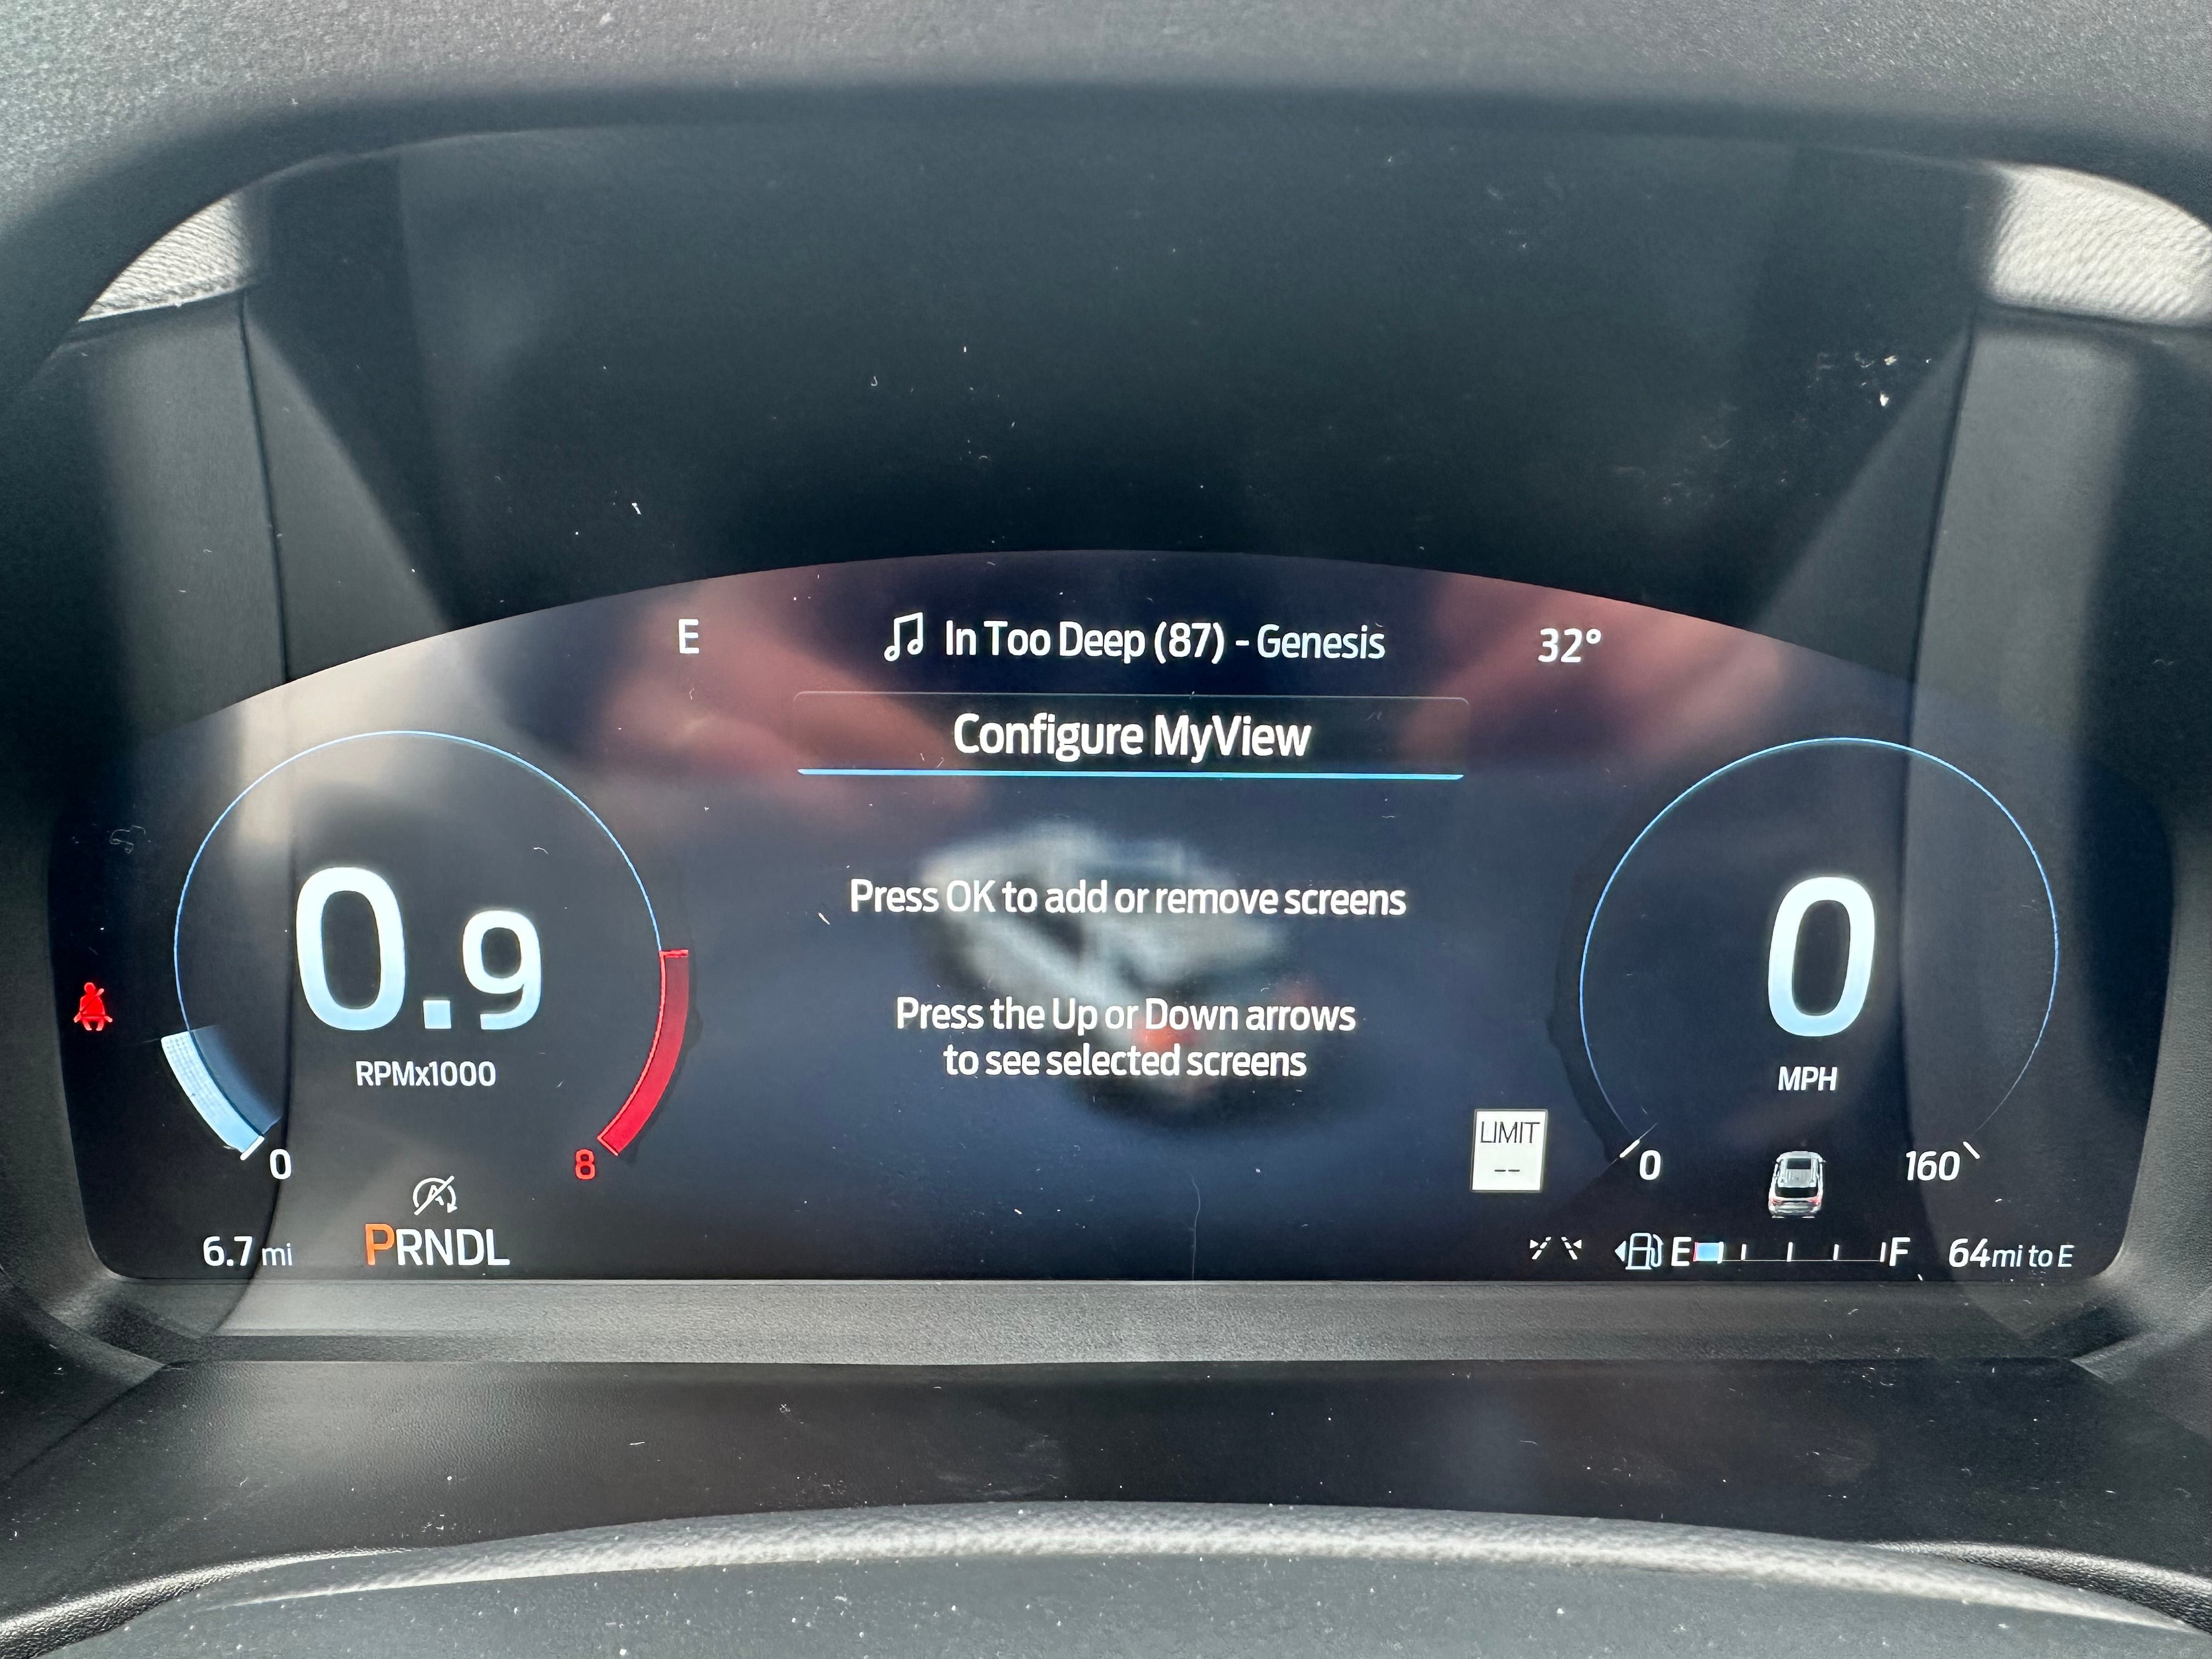 E
In Too Deep (87) - Genesis
32°
Configure MyView
Press OK to add or remove screens
Press the Up or Down arrows
to see selected screens
0.9
RPMx1000
0
8
0
MPH
0
160
LIMIT
--
6.7 mi
PRNDL
E
F
64 mi to E